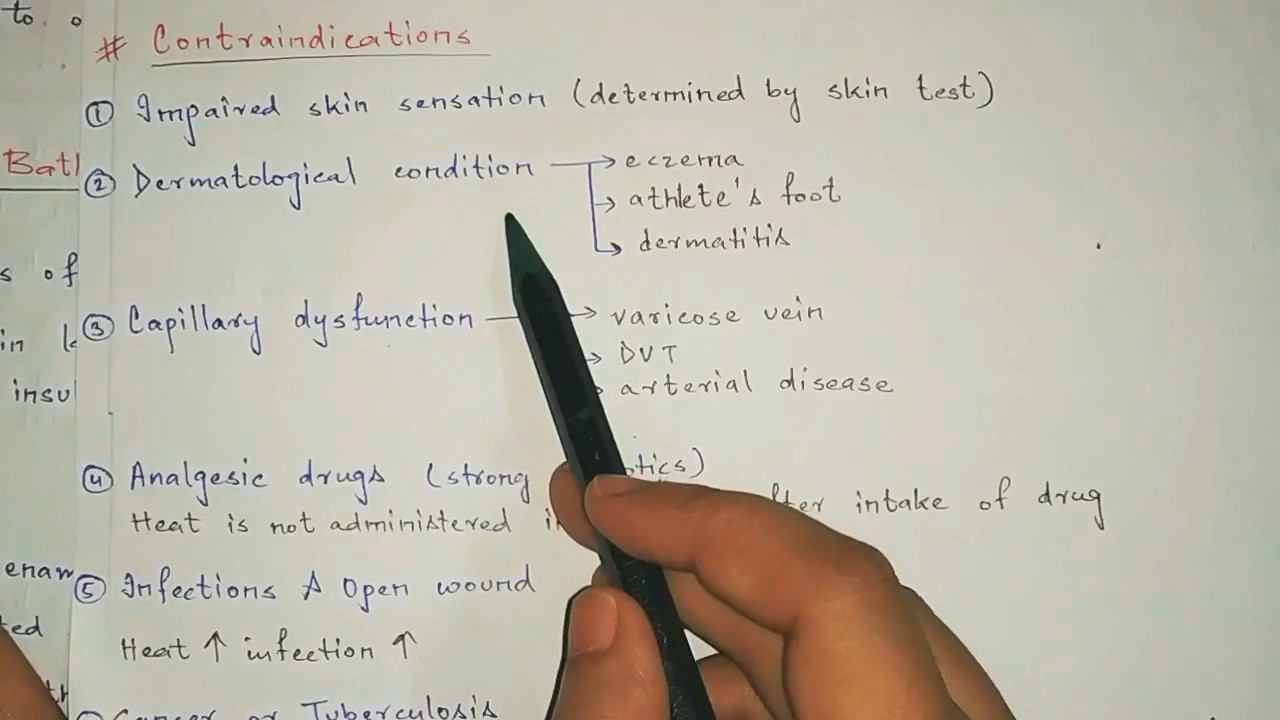 to
# Contraindications
① Impaired skin sensation (determined by skin test)
Batl
② Dermatological condition → eczema
→ athlete's foot
→ dermatitis
s of
③ Capillary dysfunction → varicose vein
in
→ DVT
insu
→ arterial disease
④ Analgesic drugs (strong
Heat is not administered intake of drug
⑤ Infections & Open wound
Heat ↑ infection ↑
Cancer or Tuberculosis